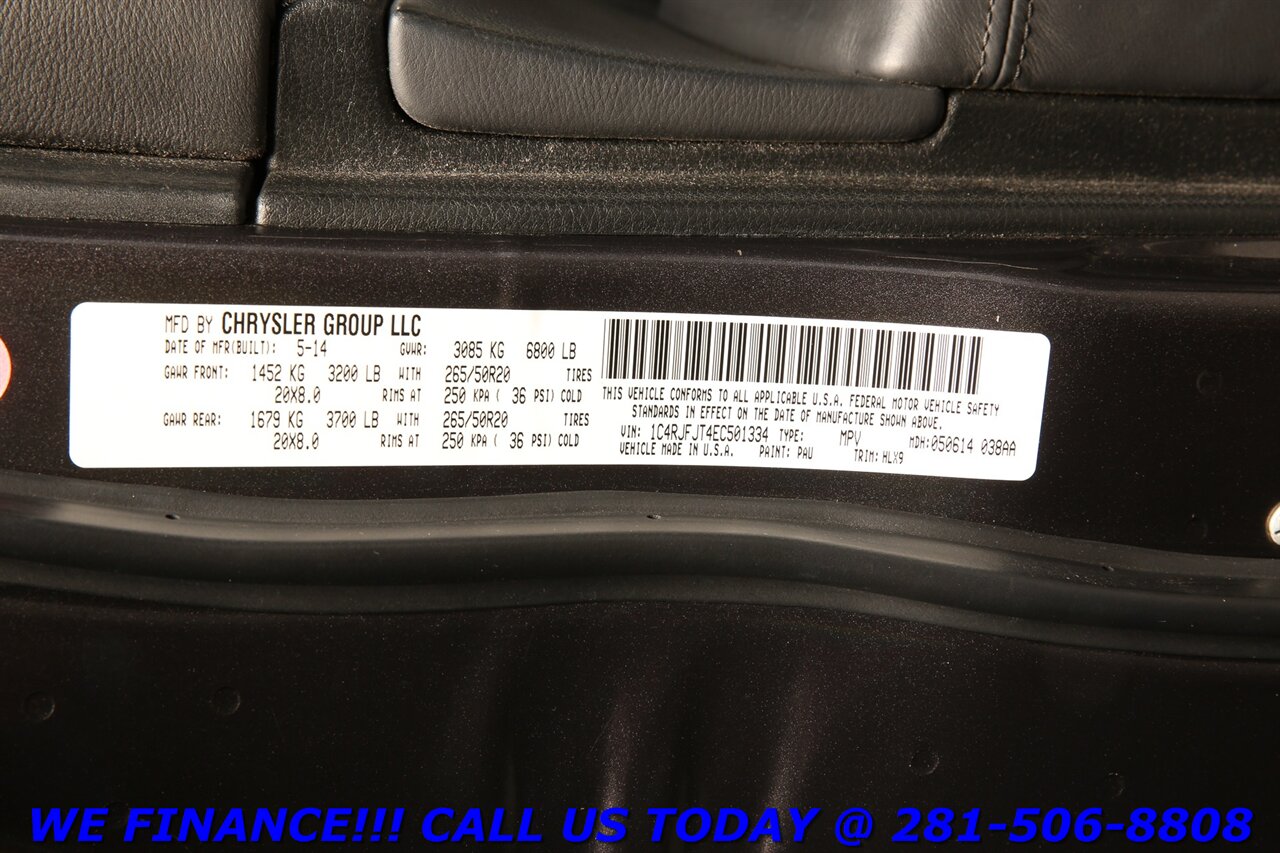 MFD BY CHRYSLER GROUP LLC
DATE OF MFR(BUILT): 5-14 GVWR: 3085 KG 6800 LB
GAWR FRONT: 1452 KG 3200 LB WITH 265/50R20 TIRES
20X8.0 RIMS AT 250 KPA ( 36 PSI) COLD
GAWR REAR: 1679 KG 3700 LB WITH 265/50R20 TIRES
20X8.0 RIMS AT 250 KPA ( 36 PSI) COLD
THIS VEHICLE CONFORMS TO ALL APPLICABLE U.S.A. FEDERAL MOTOR VEHICLE SAFETY
STANDARDS IN EFFECT ON THE DATE OF MANUFACTURE SHOWN ABOVE.
VIN: 1C4RJFJT4EC501334 TYPE: MPV MDH:050614 038AA
VEHICLE MADE IN U.S.A. PAINT: PAU TRIM: HLX9
WE FINANCE!!! CALL US TODAY @ 281-506-8808